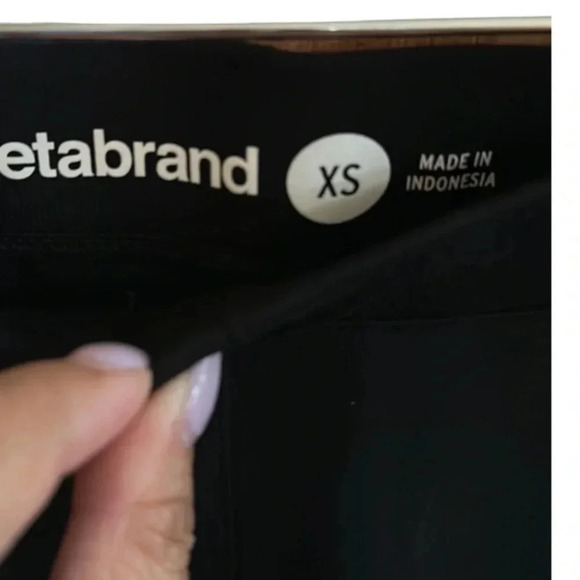 etabrand
XS
MADE IN
INDONESIA